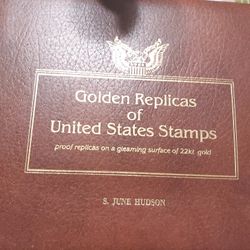 Golden Replicas
of
United States Stamps
proof replicas on a gleaming surface of 22kt. gold
S. JUNE HUDSON